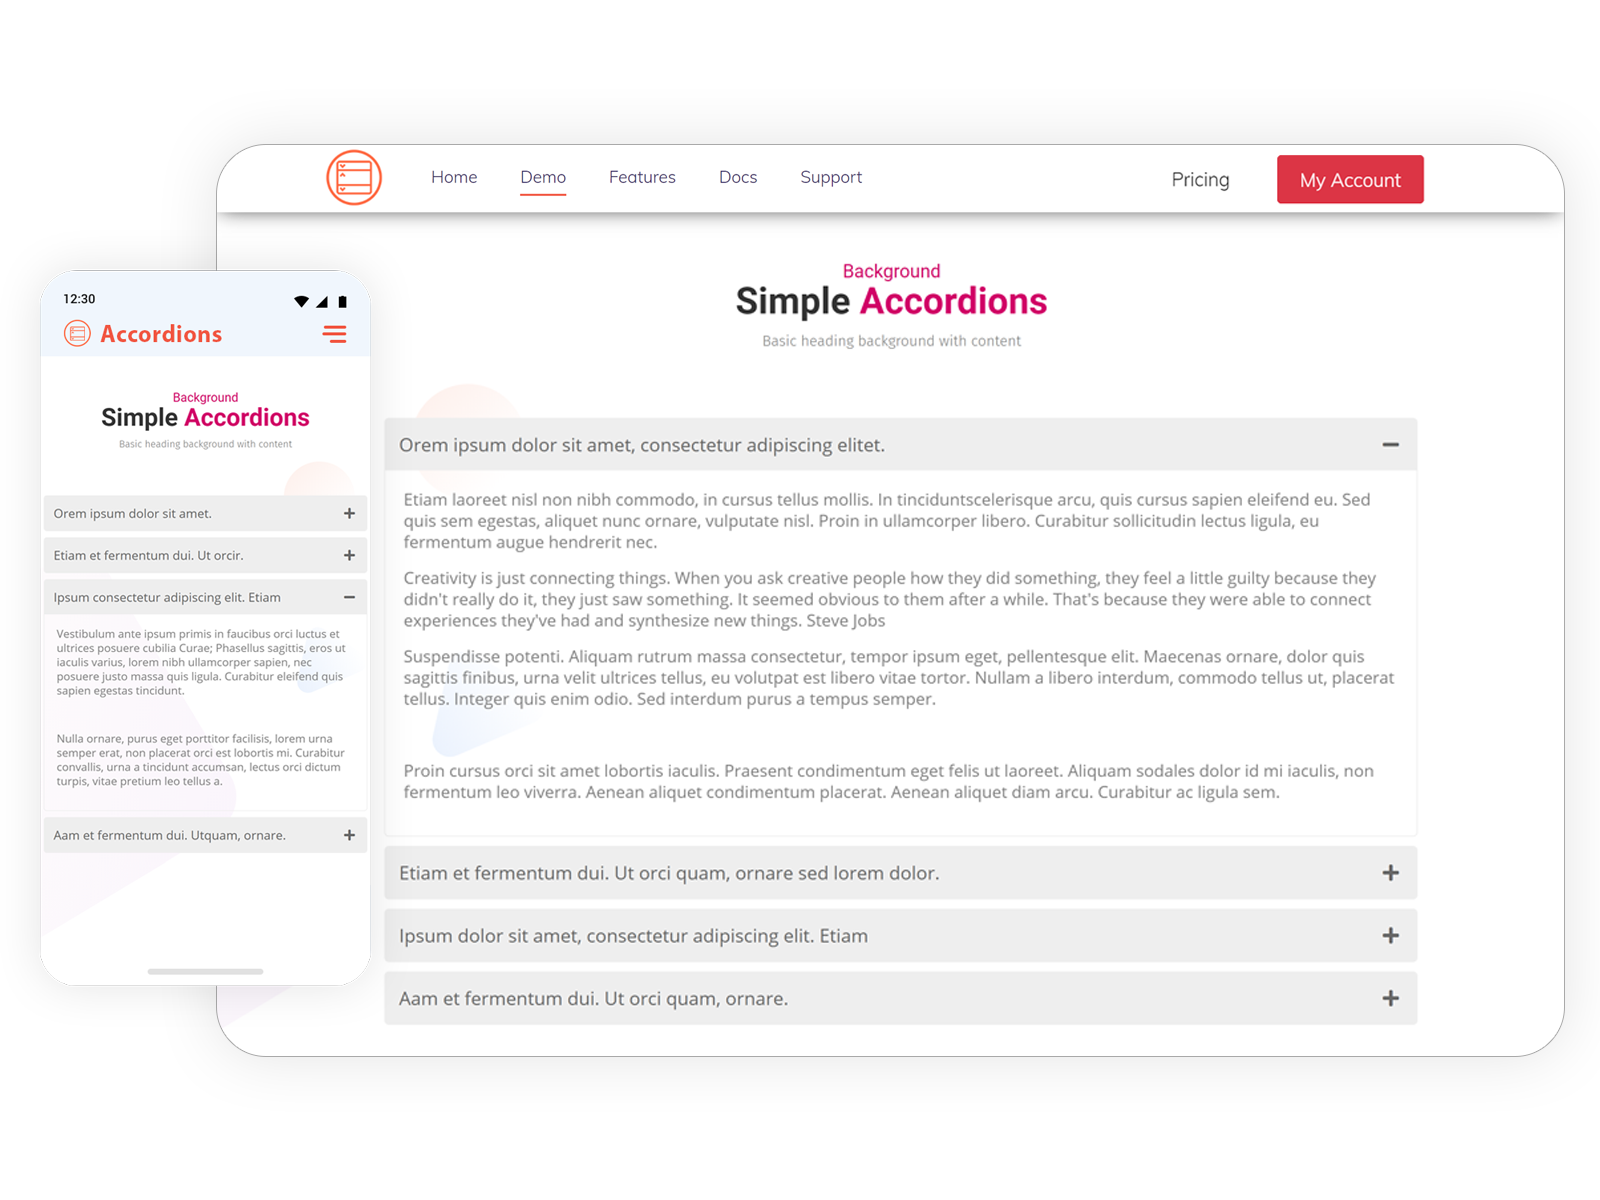 Home Demo Features Docs Support Pricing My Account
Background
Simple Accordions
Basic heading background with content
Orem ipsum dolor sit amet, consectetur adipiscing elitet.
Etiam laoreet nisl non nibh commodo, in cursus tellus mollis. In tinciduntscelerisque arcu, quis cursus sapien eleifend eu. Sed
quis sem egestas, aliquet nunc ornare, vulputate nisl. Proin in ullamcorper libero. Curabitur sollicitudin lectus ligula, eu
fermentum augue hendrerit nec.
Creativity is just connecting things. When you ask creative people how they did something, they feel a little guilty because they
didn't really do it, they just saw something. It seemed obvious to them after a while. That's because they were able to connect
experiences they've had and synthesize new things. Steve Jobs
Suspendisse potenti. Aliquam rutrum massa consectetur, tempor ipsum eget, pellentesque elit. Maecenas ornare, dolor quis
sagittis finibus, urna velit ultrices tellus, eu volutpat est libero vitae tortor. Nullam a libero interdum, commodo tellus ut, placerat
tellus. Integer quis enim odio. Sed interdum purus a tempus semper.
Proin cursus orci sit amet lobortis iaculis. Praesent condimentum eget felis ut laoreet. Aliquam sodales dolor id mi iaculis, non
fermentum leo viverra. Aenean aliquet condimentum placerat. Aenean aliquet diam arcu. Curabitur ac ligula sem.
Etiam et fermentum dui. Ut orci quam, ornare sed lorem dolor.
Ipsum dolor sit amet, consectetur adipiscing elit. Etiam
Aam et fermentum dui. Ut orci quam, ornare.
12:30
Accordions
Background
Simple Accordions
Basic heading background with content
Orem ipsum dolor sit amet.
Etiam et fermentum dui. Ut orcir.
Ipsum consectetur adipiscing elit. Etiam
Vestibulum ante ipsum primis in faucibus orci luctus et
ultrices posuere cubilia Curae; Phasellus sagittis, eros ut
iaculis varius, lorem nibh ullamcorper sapien, nec
posuere justo massa quis ligula. Curabitur eleifend quis
sapien egestas tincidunt.
Nulla ornare, purus eget porttitor facilisis, lorem urna
semper erat, non placerat orci est lobortis mi. Curabitur
convallis, urna a tincidunt accumsan, lectus orci dictum
turpis, vitae pretium leo tellus a.
Aam et fermentum dui. Utquam, ornare.